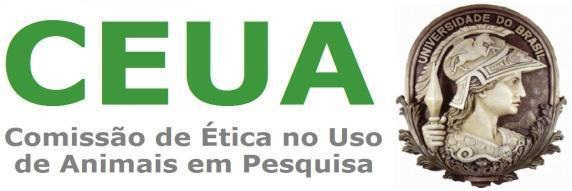 CEUA
Comissão de Ética no Uso
de Animais em Pesquisa
UNIVERSIDADE DO BRASIL